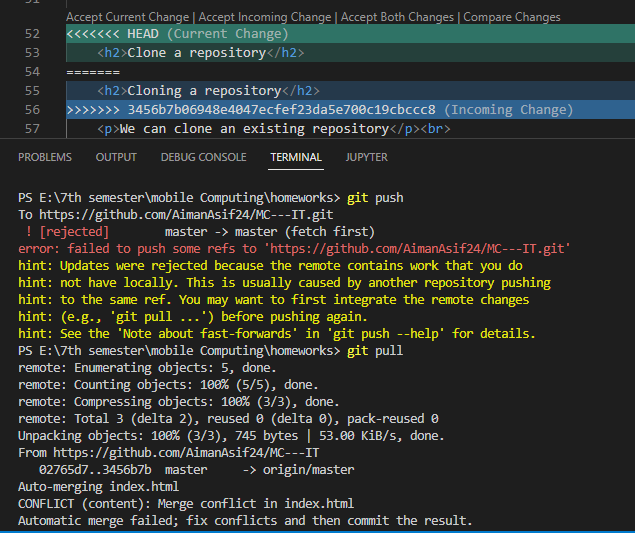 Accept Current Change | Accept Incoming Change | Accept Both Changes | Compare Changes
52 <<<<<<< HEAD (Current Change)
53 <h2>Clone a repository</h2>
54 =======
55 <h2>Cloning a repository</h2>
56 >>>>>>> 3456b7b06948e4047ecfef23da5e700c19cbccc8 (Incoming Change)
57 <p>We can clone an existing repository</p><br>
PROBLEMS OUTPUT DEBUG CONSOLE TERMINAL JUPYTER
PS E:\7th semester\mobile Computing\homeworks> git push
To https://github.com/AimanAsif24/MC---IT.git
! [rejected] master -> master (fetch first)
error: failed to push some refs to 'https://github.com/AimanAsif24/MC---IT.git'
hint: Updates were rejected because the remote contains work that you do
hint: not have locally. This is usually caused by another repository pushing
hint: to the same ref. You may want to first integrate the remote changes
hint: (e.g., 'git pull ...') before pushing again.
hint: See the 'Note about fast-forwards' in 'git push --help' for details.
PS E:\7th semester\mobile Computing\homeworks> git pull
remote: Enumerating objects: 5, done.
remote: Counting objects: 100% (5/5), done.
remote: Compressing objects: 100% (3/3), done.
remote: Total 3 (delta 2), reused 0 (delta 0), pack-reused 0
Unpacking objects: 100% (3/3), 745 bytes | 53.00 KiB/s, done.
From https://github.com/AimanAsif24/MC---IT
02765d7..3456b7b master -> origin/master
Auto-merging index.html
CONFLICT (content): Merge conflict in index.html
Automatic merge failed; fix conflicts and then commit the result.